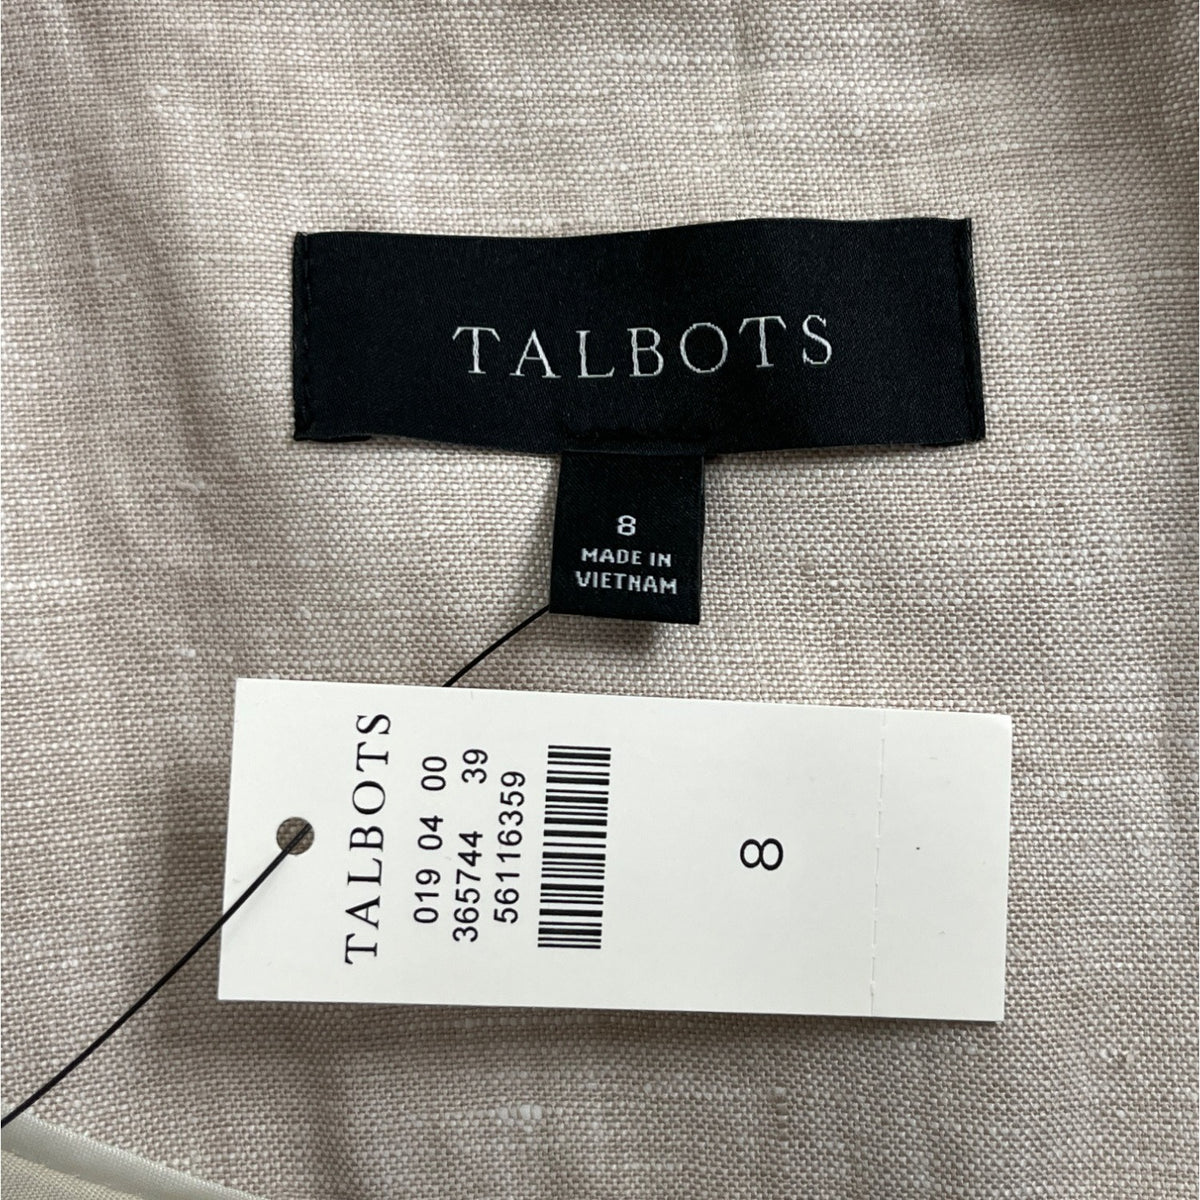 TALBOTS
8
MADE IN
VIETNAM
TALBOTS
019 04 00
365744 39
56116359
8